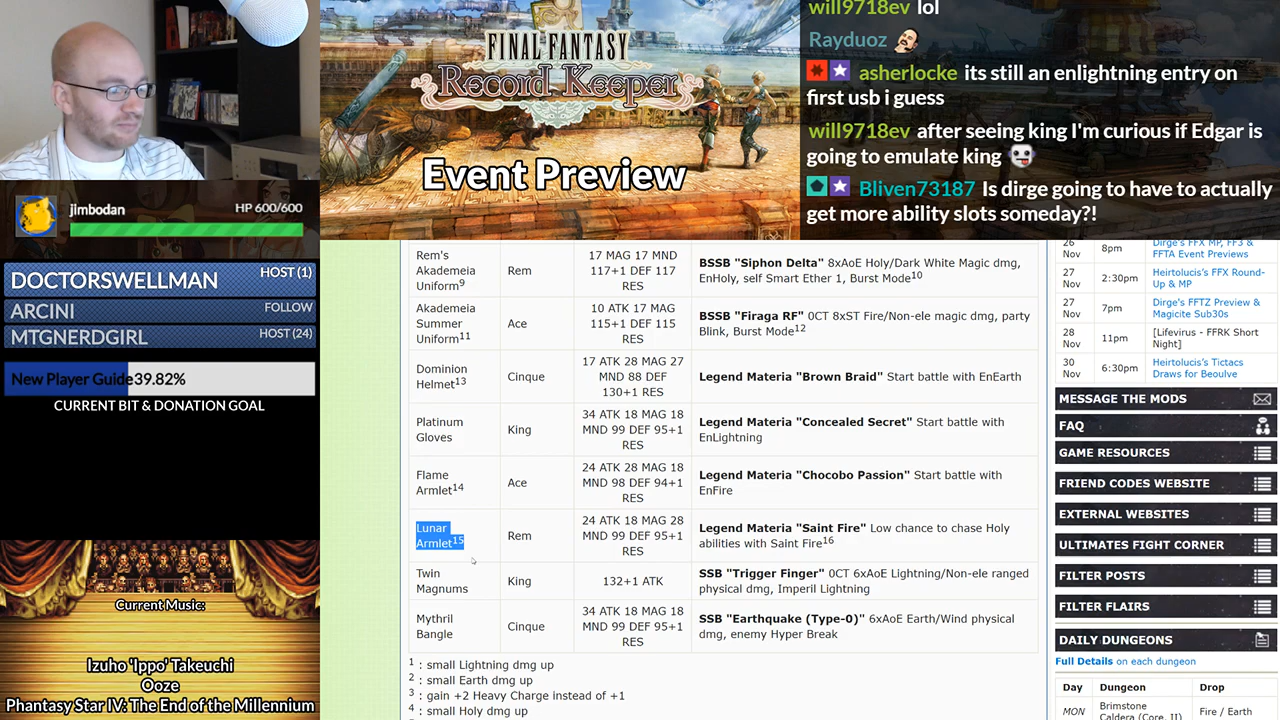 FINAL FANTASY
Record Keeper
Event Preview
will9718ev lol
Rayduoz
asherlocke its still an enlightning entry on
first usb i guess
will9718ev after seeing king I'm curious if Edgar is
going to emulate king
Bliven73187 Is dirge going to have to actually
get more ability slots someday?!
jimbodan HP 600/600
DOCTORSWELLMAN HOST (1)
ARCINI FOLLOW
MTGNERDGIRL HOST (24)
New Player Guide39.82%
CURRENT BIT & DONATION GOAL
Current Music:
Izuho 'Ippo' Takeuchi
Ooze
Phantasy Star IV: The End of the Millennium
Rem's
Akademeia
Uniform9
Rem
17 MAG 17 MND
117+1 DEF 117
RES
BSSB "Siphon Delta" 8xAoE Holy/Dark White Magic dmg,
EnHoly, self Smart Ether 1, Burst Mode10
Akademeia
Summer
Uniform11
Ace
10 ATK 17 MAG
115+1 DEF 115
RES
BSSB "Firaga RF" 0CT 8xST Fire/Non-ele magic dmg, party
Blink, Burst Mode12
Dominion
Helmet13
Cinque
17 ATK 28 MAG 27
MND 88 DEF
130+1 RES
Legend Materia "Brown Braid" Start battle with EnEarth
Platinum
Gloves
King
34 ATK 18 MAG 18
MND 99 DEF 95+1
RES
Legend Materia "Concealed Secret" Start battle with
EnLightning
Flame
Armlet14
Ace
24 ATK 28 MAG 18
MND 98 DEF 94+1
RES
Legend Materia "Chocobo Passion" Start battle with
EnFire
Lunar
Armlet15
Rem
24 ATK 18 MAG 28
MND 99 DEF 95+1
RES
Legend Materia "Saint Fire" Low chance to chase Holy
abilities with Saint Fire16
Twin
Magnums
King
132+1 ATK
SSB "Trigger Finger" 0CT 6xAoE Lightning/Non-ele ranged
physical dmg, Imperil Lightning
Mythril
Bangle
Cinque
34 ATK 18 MAG 18
MND 99 DEF 95+1
RES
SSB "Earthquake (Type-0)" 6xAoE Earth/Wind physical
dmg, enemy Hyper Break
1 : small Lightning dmg up
2 : small Earth dmg up
3 : gain +2 Heavy Charge instead of +1
4 : small Holy dmg up
26
Nov
8pm
Dirge's FFX MP, FF3 &
FFTA Event Previews
27
Nov
2:30pm
Heirtolucis's FFX Round-
Up & MP
27
Nov
7pm
Dirge's FFTZ Preview &
Magicite Sub30s
28
Nov
11pm
[Lifevirus - FFRK Short
Night]
30
Nov
6:30pm
Heirtolucis's Tictacs
Draws for Beoulve
MESSAGE THE MODS
FAQ
GAME RESOURCES
FRIEND CODES WEBSITE
EXTERNAL WEBSITES
ULTIMATES FIGHT CORNER
FILTER POSTS
FILTER FLAIRS
DAILY DUNGEONS
Full Details on each dungeon
Day Dungeon Drop
MON
Brimstone
Caldera (Core, II)
Fire / Earth